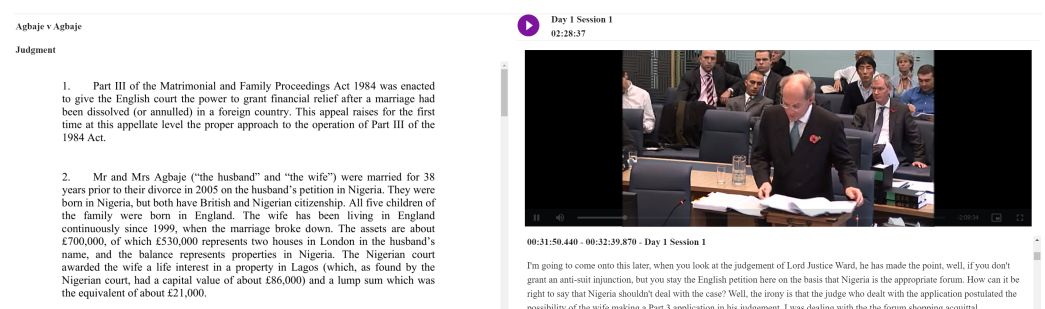 Agbaje v Agbaje
Judgment
1. Part III of the Matrimonial and Family Proceedings Act 1984 was enacted
to give the English court the power to grant financial relief after a marriage had
been dissolved (or annulled) in a foreign country. This appeal raises for the first
time at this appellate level the proper approach to the operation of Part III of the
1984 Act.
2. Mr and Mrs Agbaje (“the husband” and “the wife”) were married for 38
years prior to their divorce in 2005 on the husband’s petition in Nigeria. They were
born in Nigeria, but both have British and Nigerian citizenship. All five children of
the family were born in England. The wife has been living in England
continuously since 1999, when the marriage broke down. The assets are about
£700,000, of which £530,000 represents two houses in London in the husband’s
name, and the balance represents properties in Nigeria. The Nigerian court
awarded the wife a life interest in a property in Lagos (which, as found by the
Nigerian court, had a capital value of about £86,000) and a lump sum which was
the equivalent of about £21,000.
Day 1 Session 1
02:28:37
-2:09:34
00:31:50.440 - 00:32:39.870 - Day 1 Session 1
I'm going to come onto this later, when you look at the judgement of Lord Justice Ward, he has made the point, well, if you don't
grant an anti-suit injunction, but you stay the English petition here on the basis that Nigeria is the appropriate forum. How can it be
right to say that Nigeria shouldn't deal with the case? Well, the irony is that the judge who dealt with the application postulated the
possibility of the wife making a Part 3 application in his judgement. I was dealing with the the forum shopping acquittal